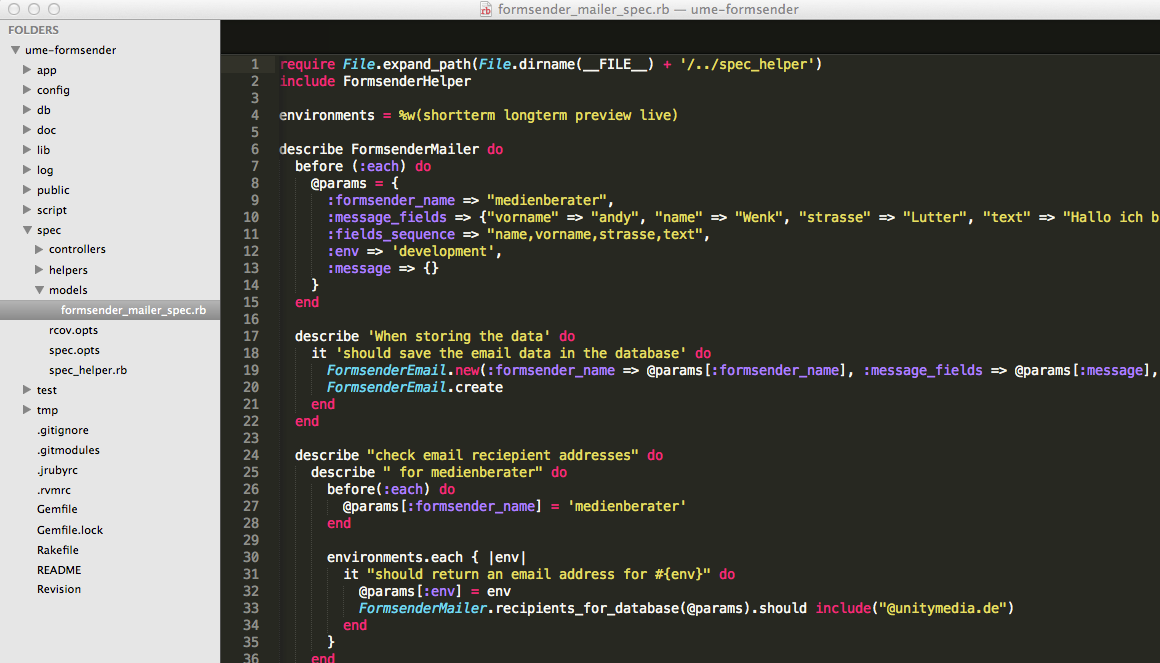 formsender_mailer_spec.rb — ume-formsender
FOLDERS
ume-formsender
app
config
db
doc
lib
log
public
script
spec
controllers
helpers
models
formsender_mailer_spec.rb
rcov.opts
spec.opts
spec_helper.rb
test
tmp
.gitignore
.gitmodules
.jrubyrc
.rvmrc
Gemfile
Gemfile.lock
Rakefile
README
Revision
1 require File.expand_path(File.dirname(__FILE__) + '/../spec_helper')
2 include FormsenderHelper
3
4 environments = %w(shortterm longterm preview live)
5
6 describe FormsenderMailer do
7 before (:each) do
8 @params = {
9 :formsender_name => "medienberater",
10 :message_fields => {"vorname" => "andy", "name" => "Wenk", "strasse" => "Lutter", "text" => "Hallo ich b
11 :fields_sequence => "name,vorname,strasse,text",
12 :env => 'development',
13 :message => {}
14 }
15 end
16
17 describe 'When storing the data' do
18 it 'should save the email data in the database' do
19 FormsenderEmail.new(:formsender_name => @params[:formsender_name], :message_fields => @params[:message],
20 FormsenderEmail.create
21 end
22 end
23
24 describe "check email reciepient addresses" do
25 describe " for medienberater" do
26 before(:each) do
27 @params[:formsender_name] = 'medienberater'
28 end
29
30 environments.each { |env|
31 it "should return an email address for #{env}" do
32 @params[:env] = env
33 FormsenderMailer.recipients_for_database(@params).should include("@unitymedia.de")
34 end
35 }
36 end